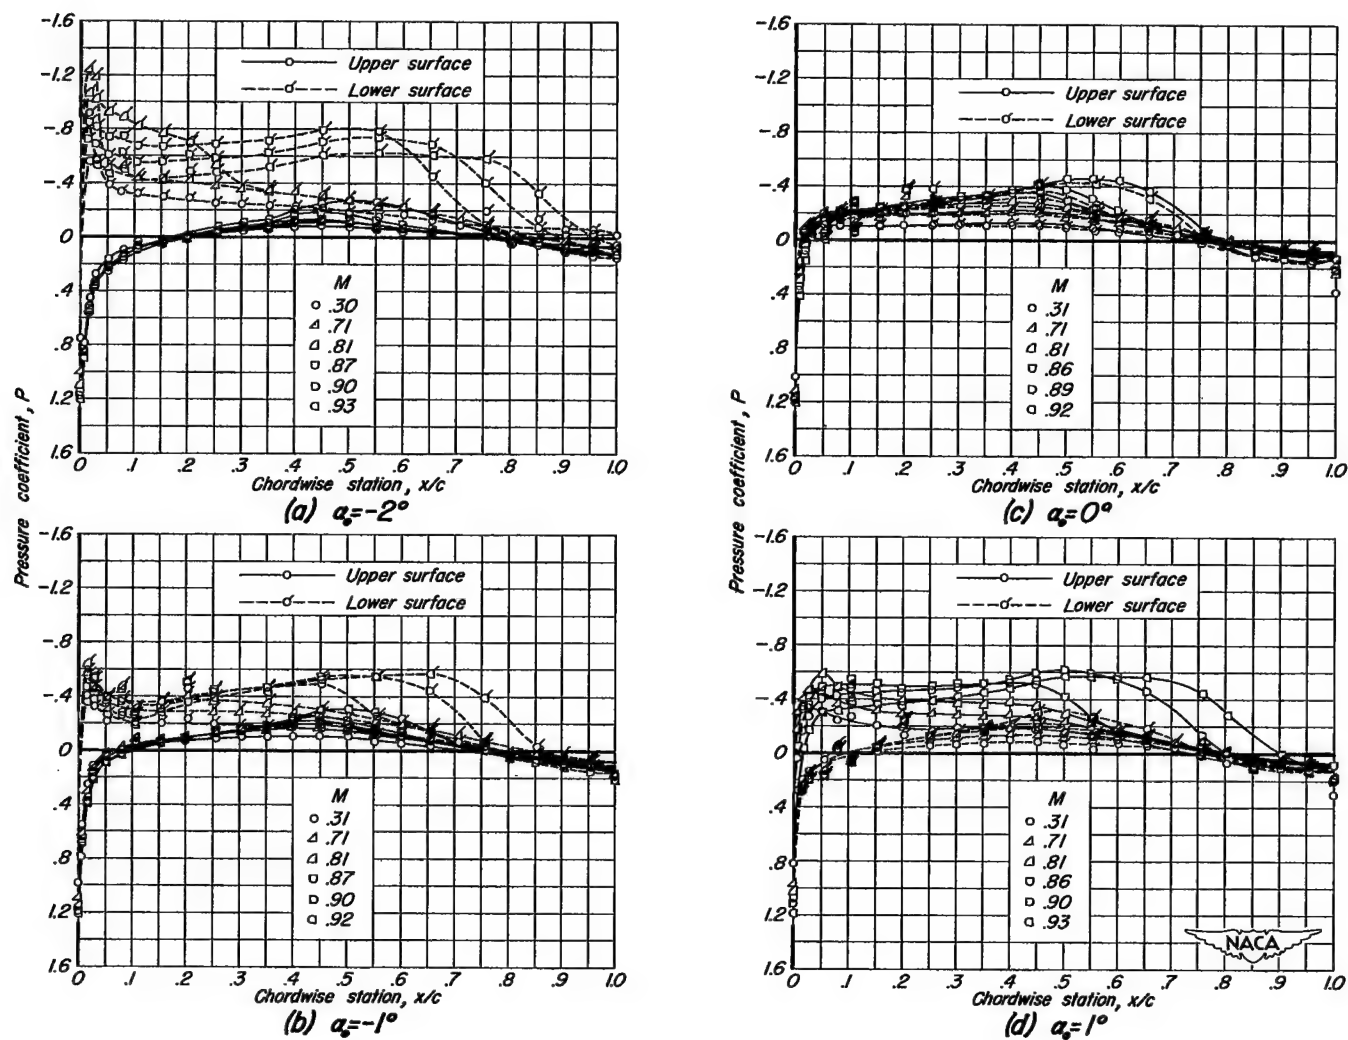 -1.6
-1.2
-.8
-.4
0
.4
.8
1.2
1.6
Upper surface
Lower surface
M
.30
.71
.81
.87
.90
.93
0 .1 .2 .3 .4 .5 .6 .7 .8 .9 1.0
Chordwise station, x/c
(a) α₀=-2°
Pressure coefficient, P
-1.6
-1.2
-.8
-.4
0
.4
.8
1.2
1.6
Upper surface
Lower surface
M
.31
.71
.81
.87
.90
.92
0 .1 .2 .3 .4 .5 .6 .7 .8 .9 1.0
Chordwise station, x/c
(b) α₀=-1°
-1.6
-1.2
-.8
-.4
0
.4
.8
1.2
1.6
Upper surface
Lower surface
M
.31
.71
.81
.86
.89
.92
0 .1 .2 .3 .4 .5 .6 .7 .8 .9 1.0
Chordwise station, x/c
(c) α₀=0°
Pressure coefficient, P
-1.6
-1.2
-.8
-.4
0
.4
.8
1.2
1.6
Upper surface
Lower surface
M
.31
.71
.81
.86
.90
.93
NACA
0 .1 .2 .3 .4 .5 .6 .7 .8 .9 1.0
Chordwise station, x/c
(d) α₀=1°